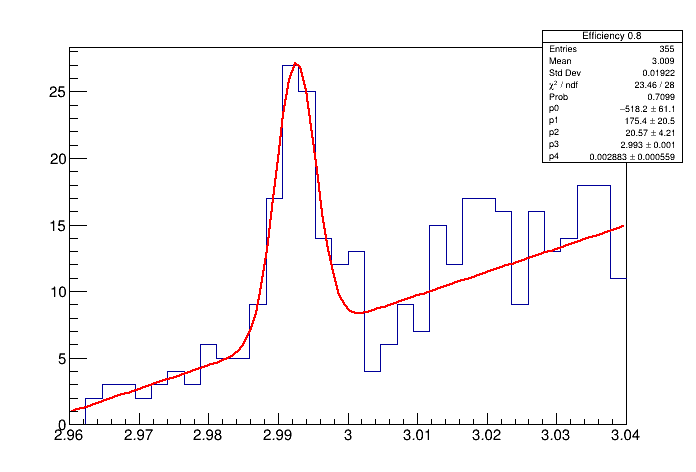 Efficiency 0.8
Entries 355
Mean 3.009
Std Dev 0.01922
χ² / ndf 23.46 / 28
Prob 0.7099
p0 −518.2 ± 61.1
p1 175.4 ± 20.5
p2 20.57 ± 4.21
p3 2.993 ± 0.001
p4 0.002883 ± 0.000559
25
20
15
10
5
0
2.96 2.97 2.98 2.99 3 3.01 3.02 3.03 3.04